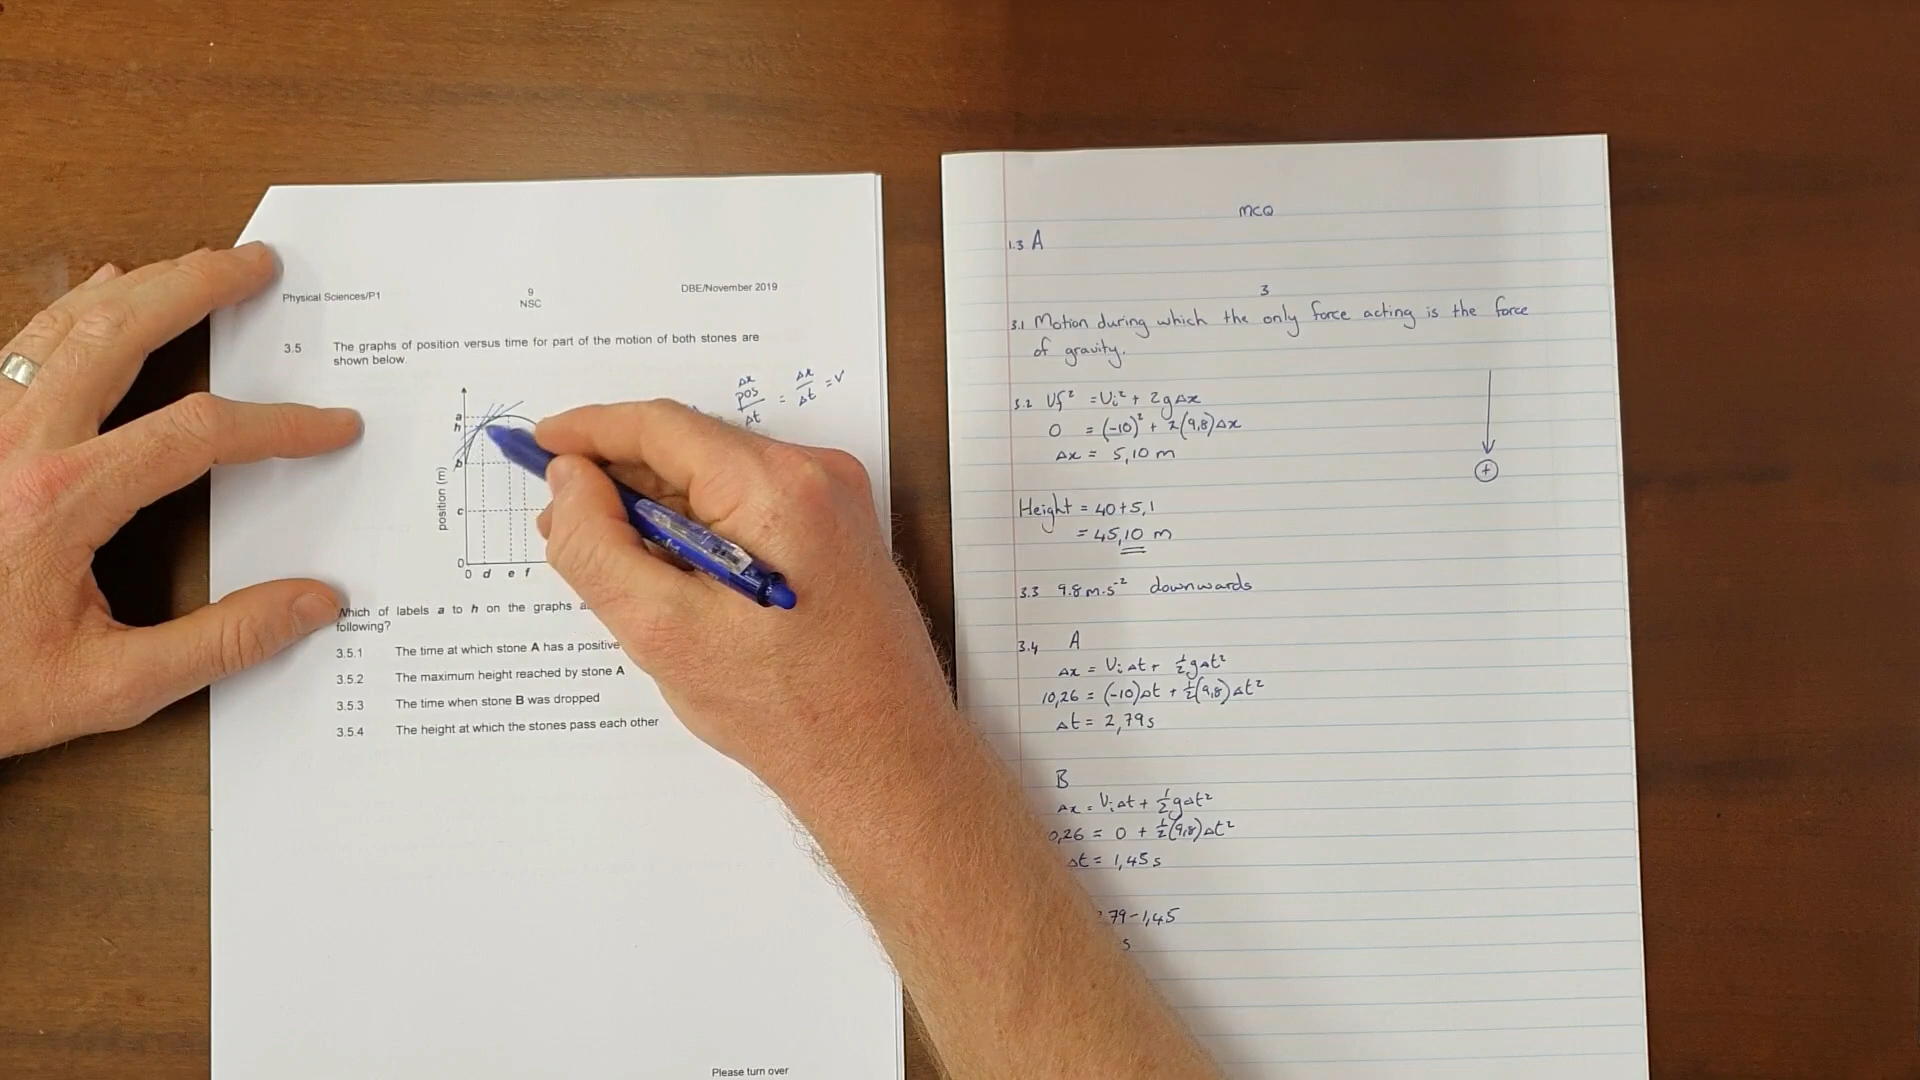 Physical Sciences/P1
9
NSC
DBE/November 2019
3.5 The graphs of position versus time for part of the motion of both stones are
shown below.
Δx
pos
Δt
= Δx
Δt
= V
a
h
b
c
0
position (m)
0 d e f
Which of labels a to h on the graphs
following?
3.5.1 The time at which stone A has a positive
3.5.2 The maximum height reached by stone A
3.5.3 The time when stone B was dropped
3.5.4 The height at which the stones pass each other
Please turn over
MCQ
1.3 A
3
3.1 Motion during which the only force acting is the force
of gravity.
3.2 Vf² = Vi² + 2gΔx
0 = (-10)² + 2(9,8)Δx
Δx = 5,10 m
+
Height = 40+5,1
= 45,10 m
3.3 9.8 m.s⁻² downwards
3.4 A
Δx = ViΔt + ½gΔt²
10,26 = (-10)Δt + ½(9,8)Δt²
Δt = 2,79s
B
Δx = ViΔt + ½gΔt²
0,26 = 0 + ½(9,8)Δt²
Δt = 1,45s
79-1,45
s